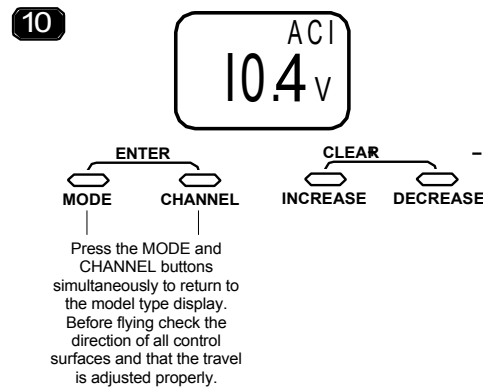 10
ACI
10.4 V
ENTER
CLEAR
+
-
MODE
CHANNEL
INCREASE
DECREASE
Press the MODE and
CHANNEL buttons
simultaneously to return to
the model type display.
Before flying check the
direction of all control
surfaces and that the travel
is adjusted properly.